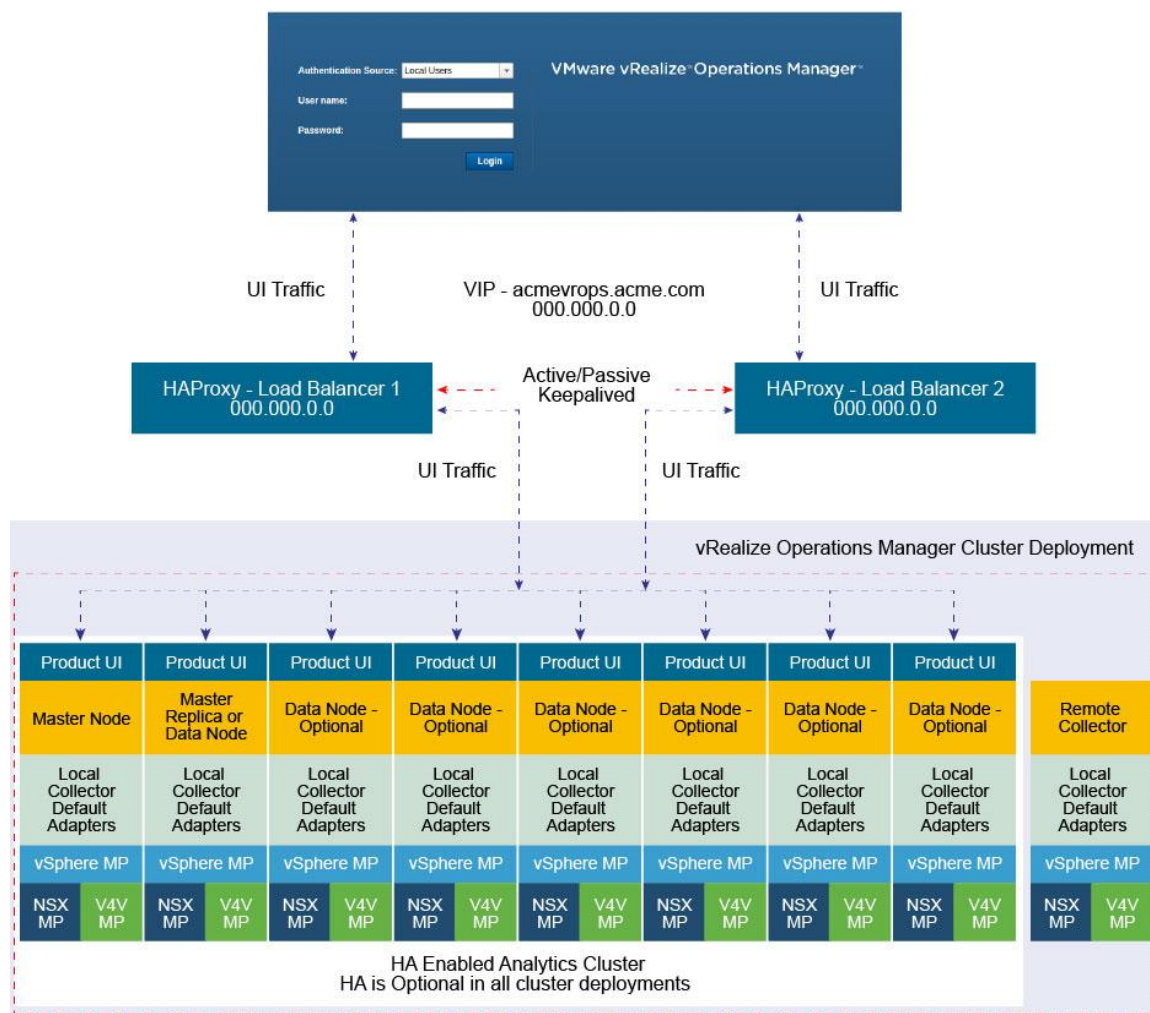 Authentication Source: Local Users
VMware vRealize™ Operations Manager™
User name:
Password:
Login
UI Traffic
VIP - acmevrops.acme.com
000.000.0.0
UI Traffic
HAProxy - Load Balancer 1
000.000.0.0
Active/Passive
Keepalived
HAProxy - Load Balancer 2
000.000.0.0
UI Traffic
UI Traffic
vRealize Operations Manager Cluster Deployment
Product UI
Product UI
Product UI
Product UI
Product UI
Product UI
Product UI
Product UI
Master Node
Master
Replica or
Data Node
Data Node -
Optional
Data Node -
Optional
Data Node -
Optional
Data Node -
Optional
Data Node -
Optional
Data Node -
Optional
Remote
Collector
Local
Collector
Default
Adapters
Local
Collector
Default
Adapters
Local
Collector
Default
Adapters
Local
Collector
Default
Adapters
Local
Collector
Default
Adapters
Local
Collector
Default
Adapters
Local
Collector
Default
Adapters
Local
Collector
Default
Adapters
Local
Collector
Default
Adapters
vSphere MP
vSphere MP
vSphere MP
vSphere MP
vSphere MP
vSphere MP
vSphere MP
vSphere MP
vSphere MP
NSX
MP
V4V
MP
NSX
MP
V4V
MP
NSX
MP
V4V
MP
NSX
MP
V4V
MP
NSX
MP
V4V
MP
NSX
MP
V4V
MP
NSX
MP
V4V
MP
NSX
MP
V4V
MP
NSX
MP
V4V
MP
HA Enabled Analytics Cluster
HA is Optional in all cluster deployments